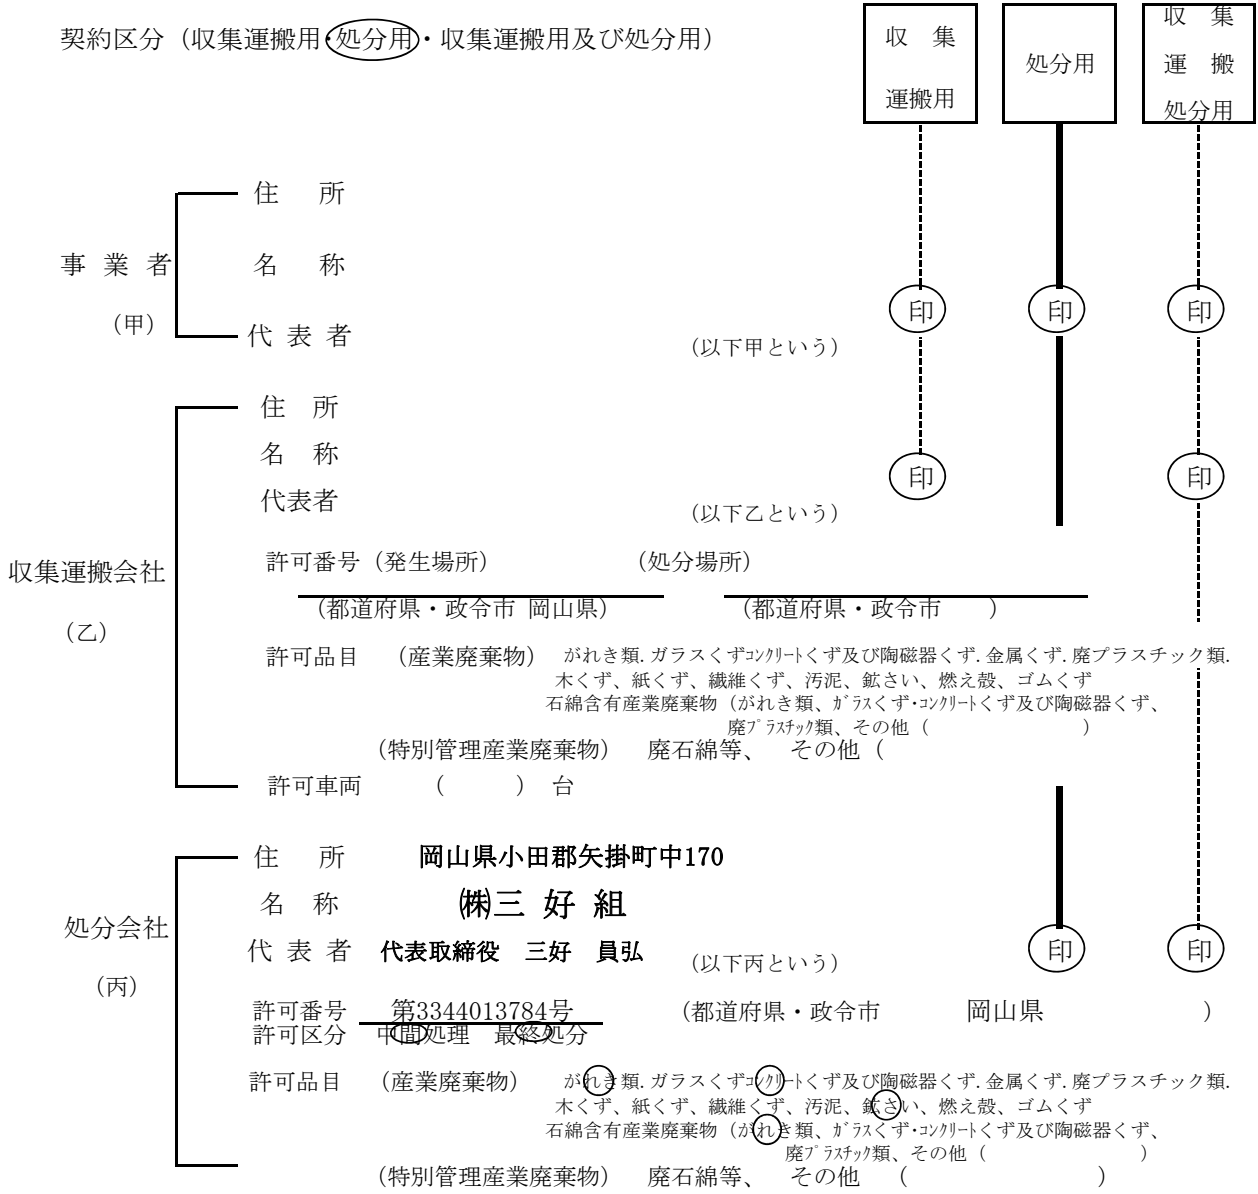 契約区分（収集運搬用・処分用・収集運搬用及び処分用）
収　集
運搬用
処分用
収　集
運　搬
処分用
事 業 者
（甲）
住　所
名　称
代 表 者
（以下甲という）
印
印
印
収集運搬会社
（乙）
住　所
名　称
代表者
（以下乙という）
印
印
許可番号（発生場所）　（処分場所）
（都道府県・政令市 岡山県）　（都道府県・政令市　）
許可品目　（産業廃棄物）　がれき類.ガラスくずｺﾝｸﾘｰﾄくず及び陶磁器くず.金属くず.廃プラスチック類.
木くず、紙くず、繊維くず、汚泥、鉱さい、燃え殻、ゴムくず
石綿含有産業廃棄物（がれき類、ｶﾞﾗｽくず・ｺﾝｸﾘｰﾄくず及び陶磁器くず、
廃ﾌﾟﾗｽﾁｯｸ類、その他（　）
（特別管理産業廃棄物）　廃石綿等、　その他（
許可車両　（　）　台
処分会社
（丙）
住　所　岡山県小田郡矢掛町中170
名　称　㈱三 好 組
代 表 者　代表取締役　三好　員弘
（以下丙という）
印
印
許可番号　第3344013784号　（都道府県・政令市　岡山県　）
許可区分　中間処理　最終処分
許可品目　（産業廃棄物）　がれき類.ガラスくずｺﾝｸﾘｰﾄくず及び陶磁器くず.金属くず.廃プラスチック類.
木くず、紙くず、繊維くず、汚泥、鉱さい、燃え殻、ゴムくず
石綿含有産業廃棄物（がれき類、ｶﾞﾗｽくず・ｺﾝｸﾘｰﾄくず及び陶磁器くず、
廃ﾌﾟﾗｽﾁｯｸ類、その他（　）
（特別管理産業廃棄物）　廃石綿等、　その他　（　）